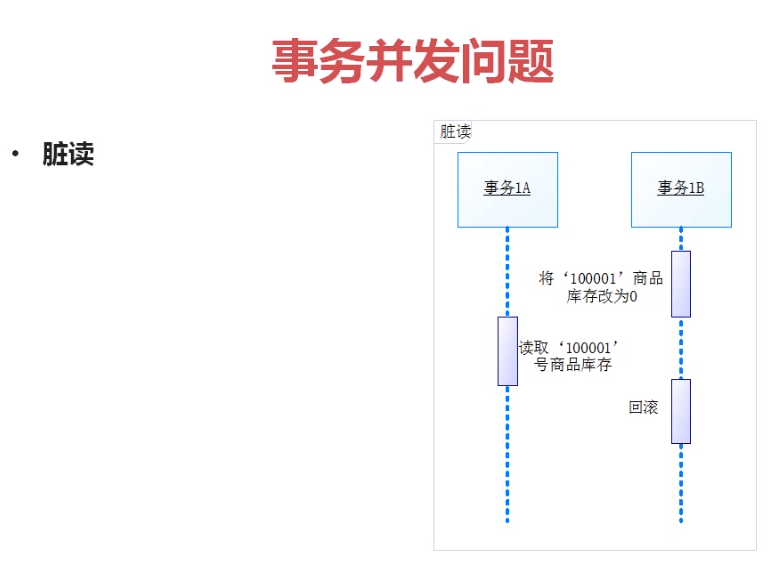 事务并发问题
• 脏读
脏读
事务1A
事务1B
将‘100001’商品
库存改为0
读取‘100001’
号商品库存
回滚